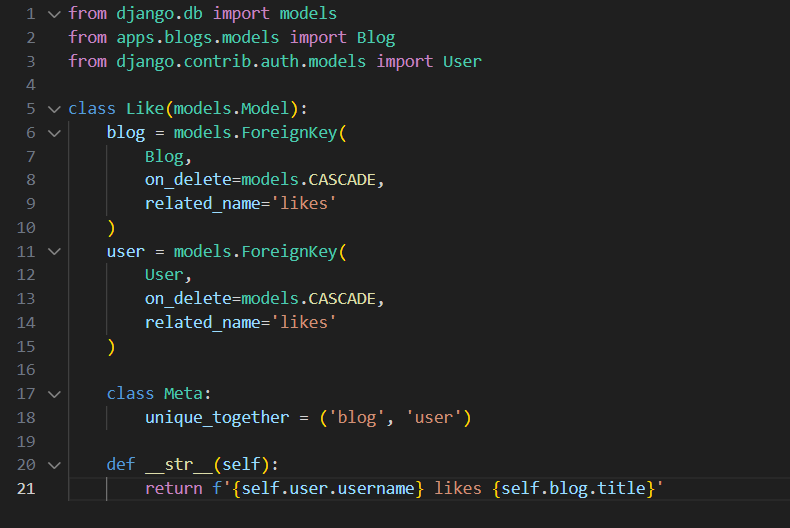 1 from django.db import models
2 from apps.blogs.models import Blog
3 from django.contrib.auth.models import User
4
5 class Like(models.Model):
6     blog = models.ForeignKey(
7         Blog,
8         on_delete=models.CASCADE,
9         related_name='likes'
10     )
11     user = models.ForeignKey(
12         User,
13         on_delete=models.CASCADE,
14         related_name='likes'
15     )
16
17     class Meta:
18         unique_together = ('blog', 'user')
19
20     def __str__(self):
21         return f'{self.user.username} likes {self.blog.title}'